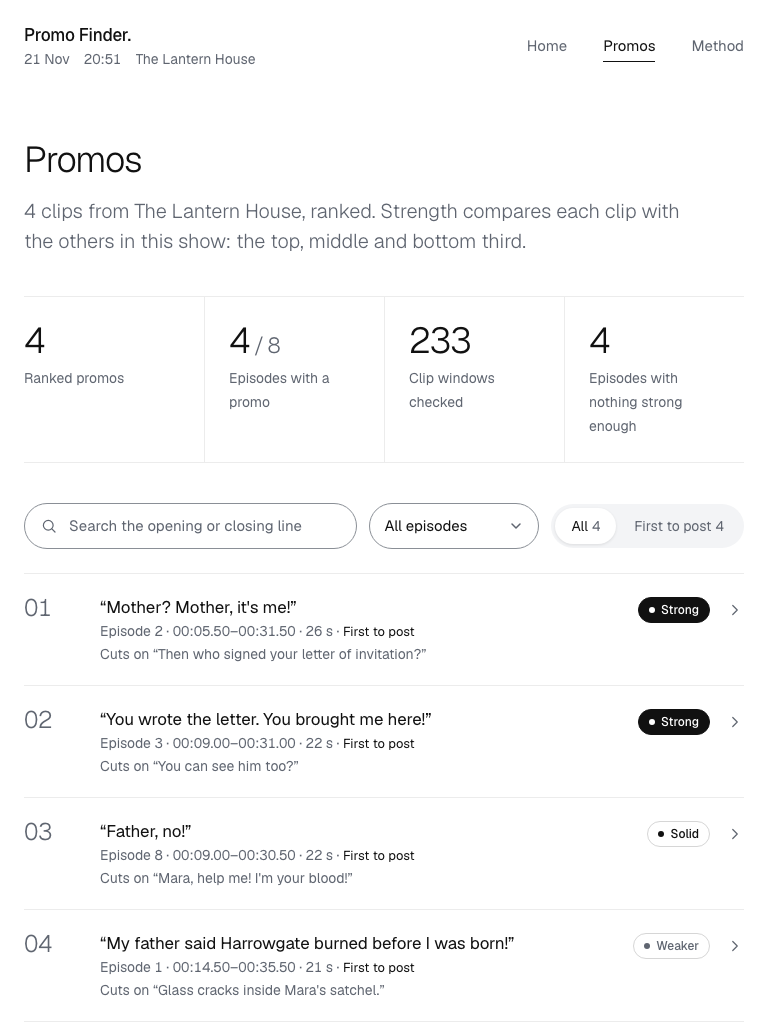 Promo Finder.
21 Nov 20:51 The Lantern House
Home Promos Method
Promos
4 clips from The Lantern House, ranked. Strength compares each clip with
the others in this show: the top, middle and bottom third.
4
Ranked promos
4 / 8
Episodes with a
promo
233
Clip windows
checked
4
Episodes with
nothing strong
enough
Search the opening or closing line
All episodes
All 4
First to post 4
01
“Mother? Mother, it's me!”
Strong
Episode 2 · 00:05.50–00:31.50 · 26 s · First to post
Cuts on “Then who signed your letter of invitation?”
02
“You wrote the letter. You brought me here!”
Strong
Episode 3 · 00:09.00–00:31.00 · 22 s · First to post
Cuts on “You can see him too?”
03
“Father, no!”
Solid
Episode 8 · 00:09.00–00:30.50 · 22 s · First to post
Cuts on “Mara, help me! I'm your blood!”
04
“My father said Harrowgate burned before I was born!”
Weaker
Episode 1 · 00:14.50–00:35.50 · 21 s · First to post
Cuts on “Glass cracks inside Mara's satchel.”